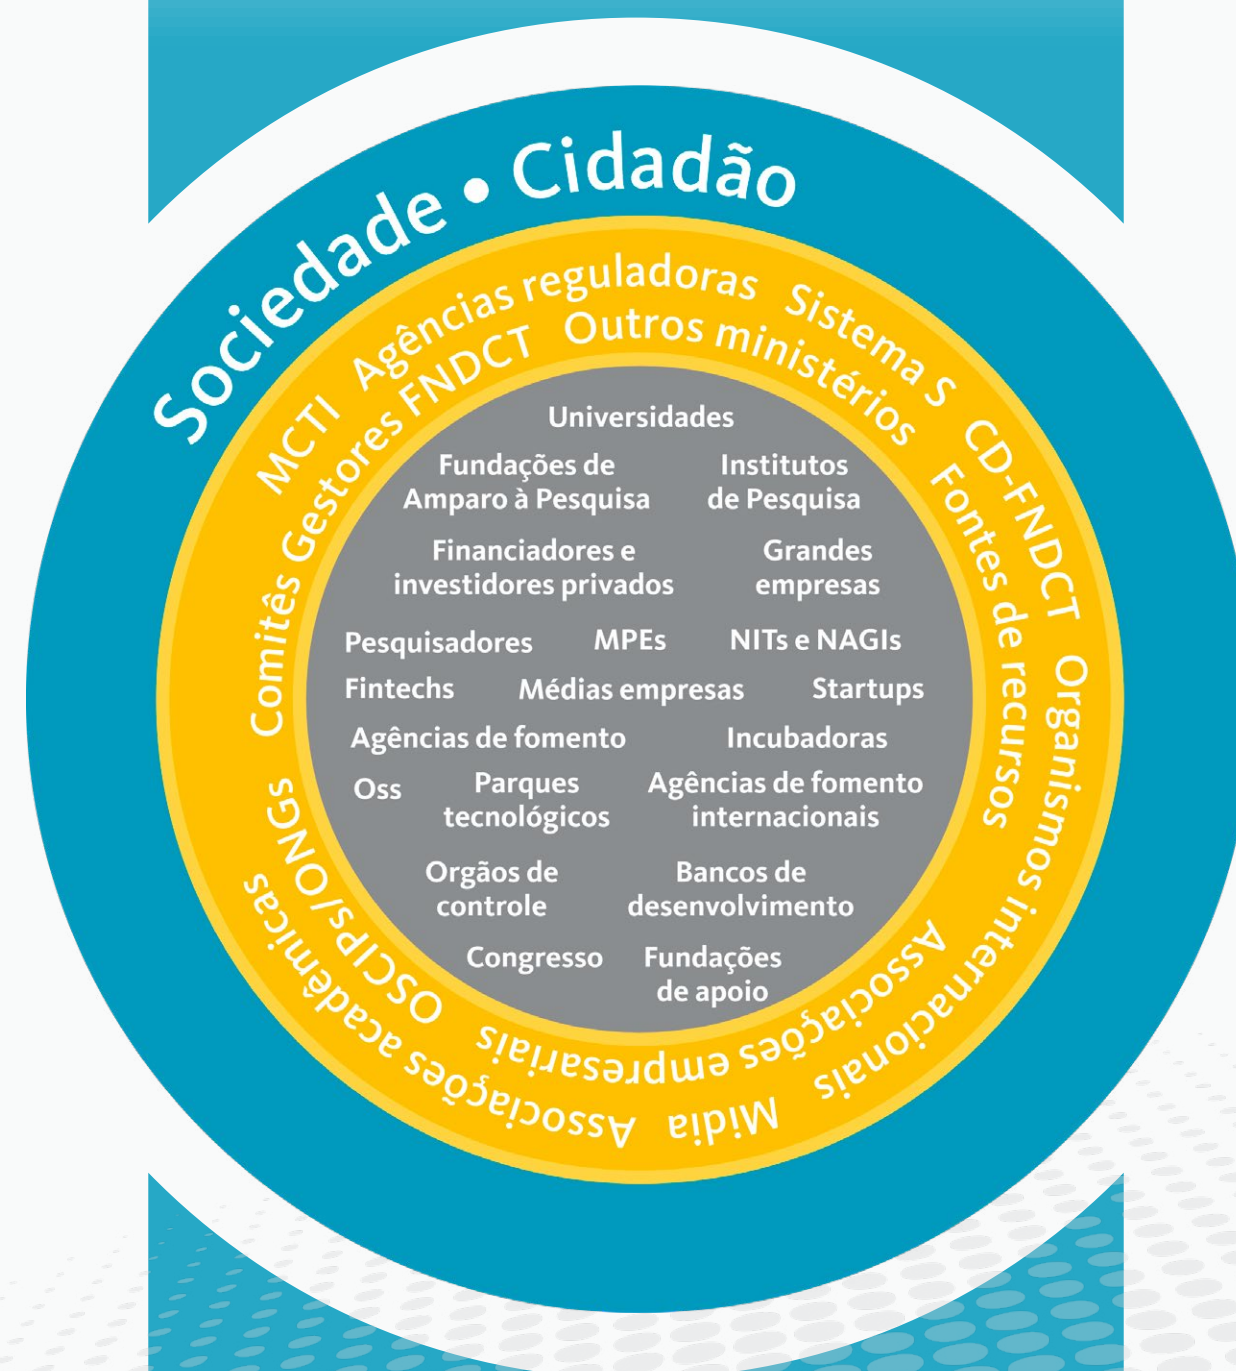 Sociedade • Cidadão
MCTI Agências reguladoras Sistema S CD-FNDCT Organismos internacionais Midia Associações acadêmicas
Comitês Gestores FNDCT Outros ministérios Fontes de recursos Associações empresariais OSCIPs/ONGs
Universidades
Fundações de
Amparo à Pesquisa
Institutos
de Pesquisa
Financiadores e
investidores privados
Grandes
empresas
Pesquisadores MPEs NITs e NAGIs
Fintechs Médias empresas Startups
Agências de fomento Incubadoras
Oss
Parques
tecnológicos
Agências de fomento
internacionais
Orgãos de
controle
Bancos de
desenvolvimento
Congresso
Fundações
de apoio